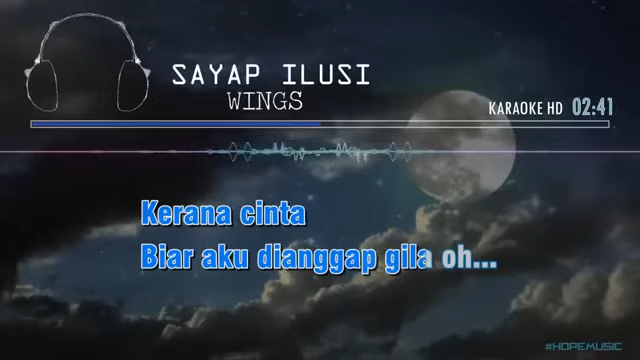 SAYAP ILUSI
WINGS
KARAOKE HD 02:41
Kerana cinta
Biar aku dianggap gila oh...
#HOPEMUSIC